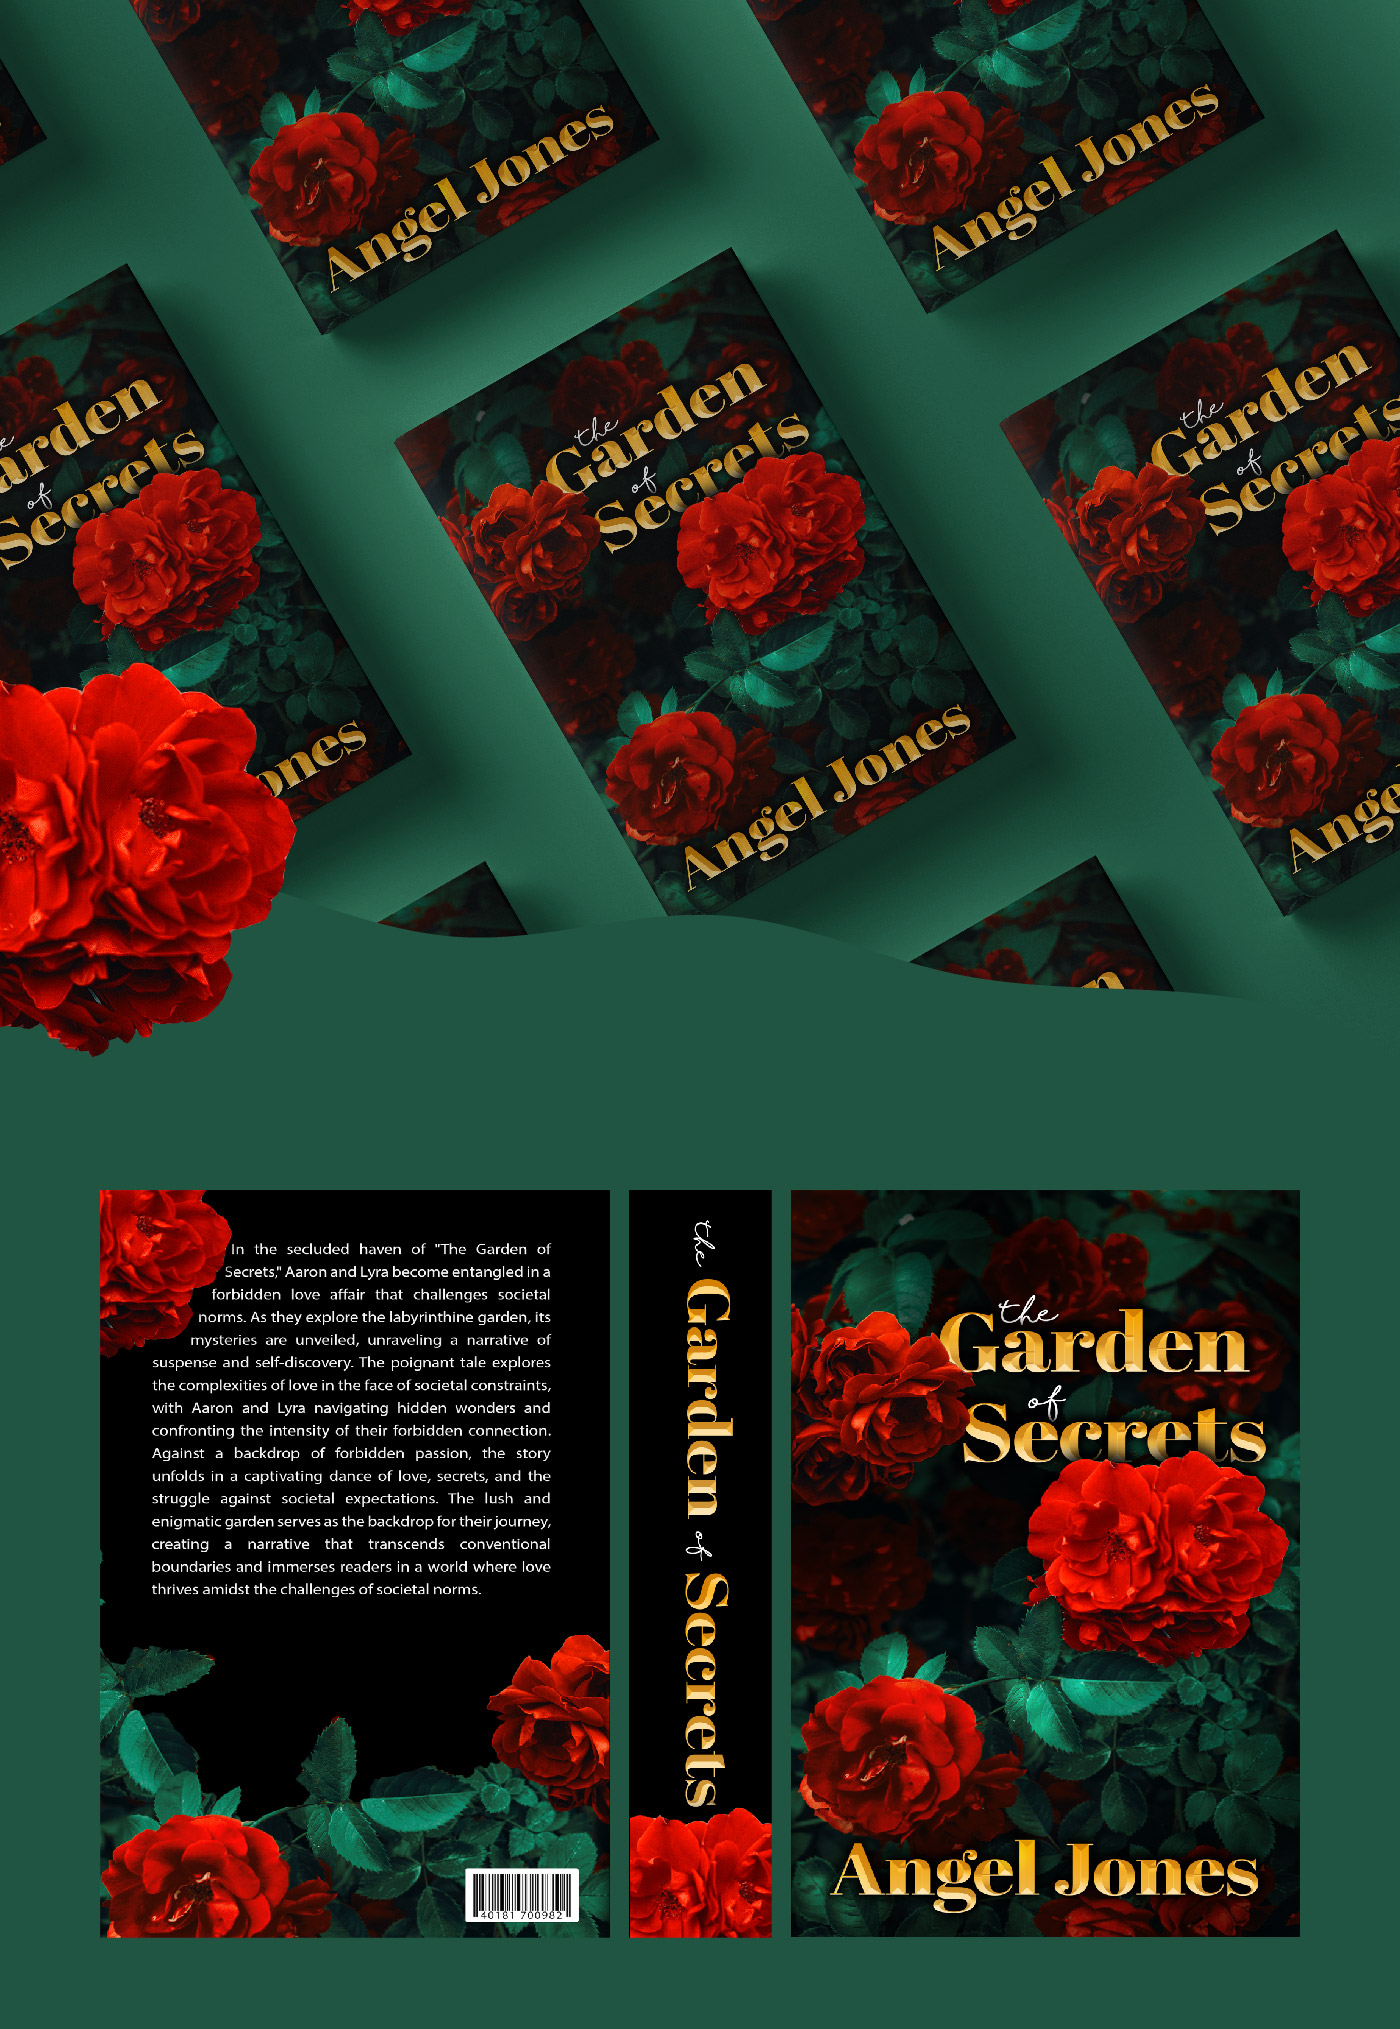 Angel Jones
Angel Jones
the
Garden
of
Secrets
Angel Jones
arden
of
Secrets
ones
the
Garden
of
Secrets
Ange
In the secluded haven of "The Garden of
Secrets," Aaron and Lyra become entangled in a
forbidden love affair that challenges societal
norms. As they explore the labyrinthine garden, its
mysteries are unveiled, unraveling a narrative of
suspense and self-discovery. The poignant tale explores
the complexities of love in the face of societal constraints,
with Aaron and Lyra navigating hidden wonders and
confronting the intensity of their forbidden connection.
Against a backdrop of forbidden passion, the story
unfolds in a captivating dance of love, secrets, and the
struggle against societal expectations. The lush and
enigmatic garden serves as the backdrop for their journey,
creating a narrative that transcends conventional
boundaries and immerses readers in a world where love
thrives amidst the challenges of societal norms.
40181 700982
the Garden of Secrets
the
Garden
of
Secrets
Angel Jones